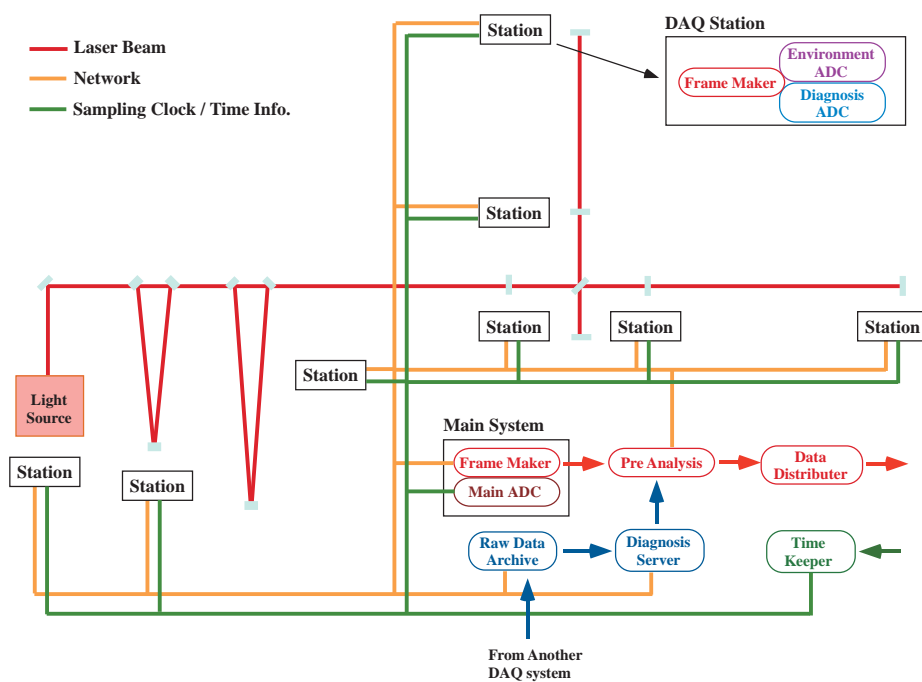 Laser Beam
Network
Sampling Clock / Time Info.
Station
DAQ Station
Environment
ADC
Frame Maker
Diagnosis
ADC
Station
Station
Station
Station
Station
Light
Source
Station
Station
Main System
Frame Maker
Main ADC
Pre Analysis
Data
Distributer
Raw Data
Archive
Diagnosis
Server
Time
Keeper
From Another
DAQ system